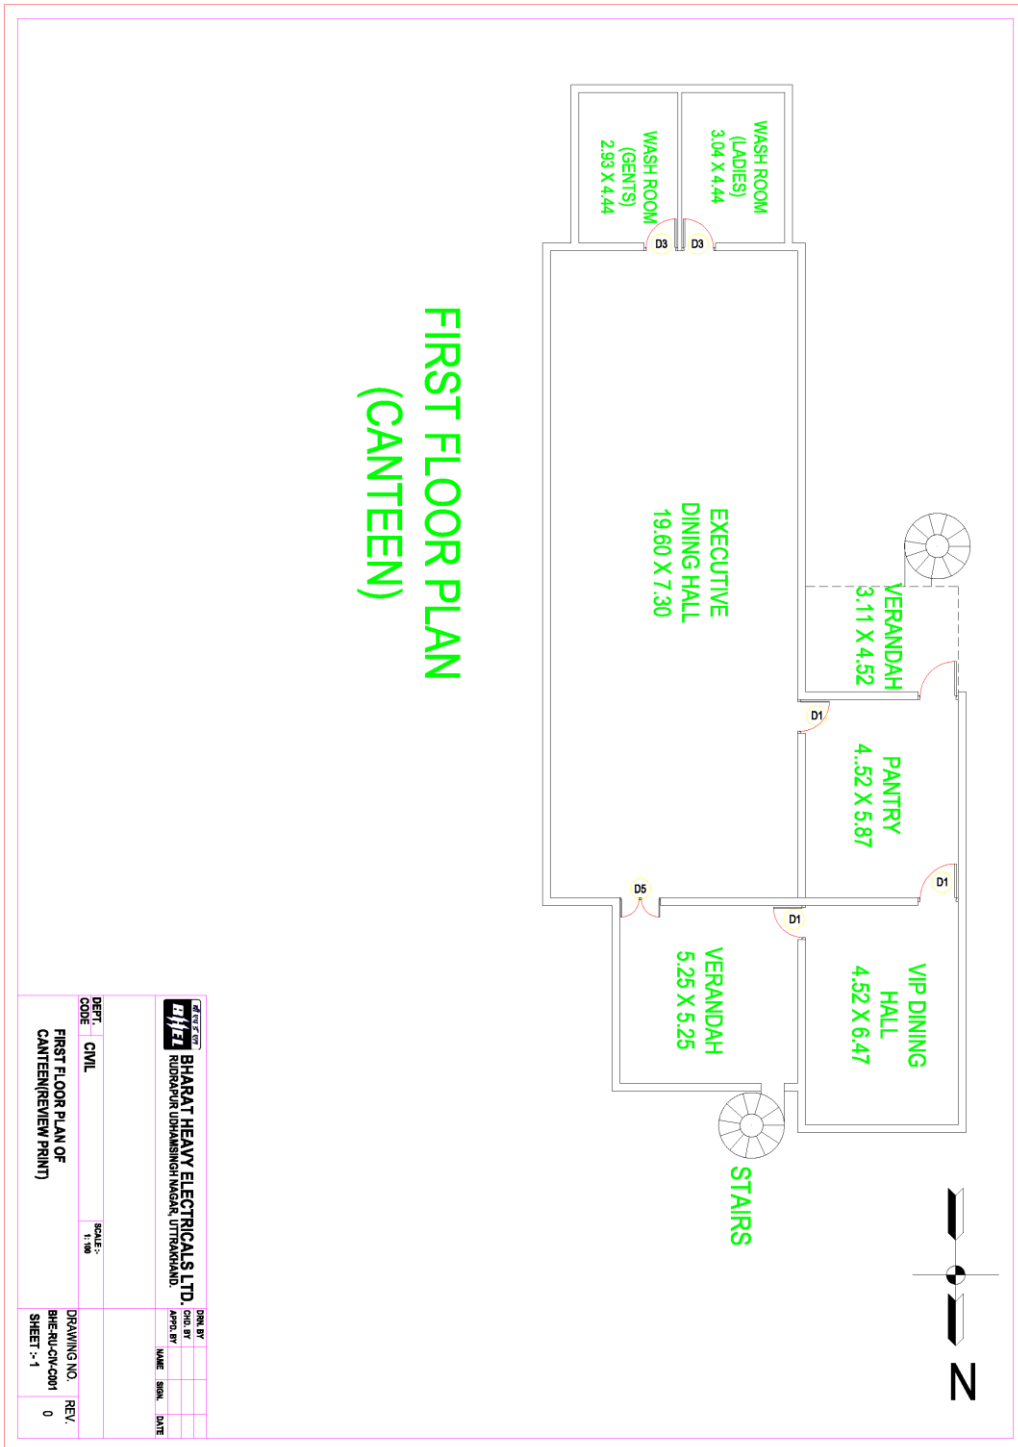 WASH ROOM
(LADIES)
3.04 X 4.44
WASH ROOM
(GENTS)
2.93 X 4.44
D3
D3
EXECUTIVE
DINING HALL
19.60 X 7.30
VERANDAH
3.11 X 4.52
D1
PANTRY
4..52 X 5.87
D1
D5
D1
VERANDAH
5.25 X 5.25
VIP DINING
HALL
4.52 X 6.47
STAIRS
N
FIRST FLOOR PLAN
(CANTEEN)
बी एच ई एल
BHEL
BHARAT HEAVY ELECTRICALS LTD.
RUDRAPUR UDHAMSINGH NAGAR, UTTRAKHAND.
DRN. BY
CHD. BY
APPD. BY
NAME
SIGN.
DATE
DEPT.
CODE
CIVIL
SCALE :-
1: 100
FIRST FLOOR PLAN OF
CANTEEN(REVIEW PRINT)
DRAWING NO.
BHE-RU-CIV-C001
SHEET :- 1
REV.
0